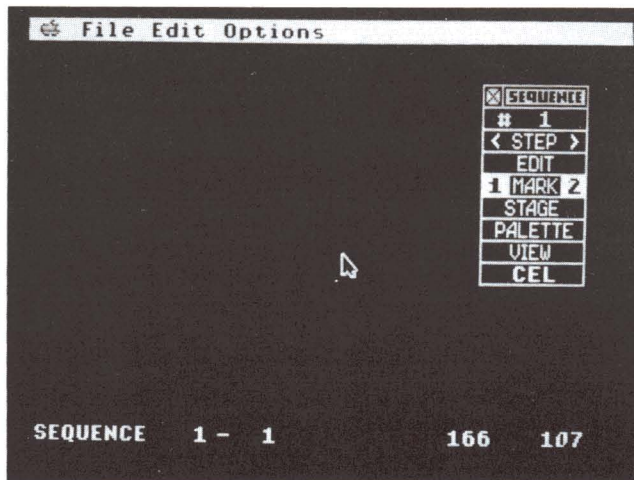 File Edit Options
SEQUENCE
# 1
< STEP >
EDIT
1 MARK 2
STAGE
PALETTE
VIEW
CEL
SEQUENCE 1 - 1 166 107